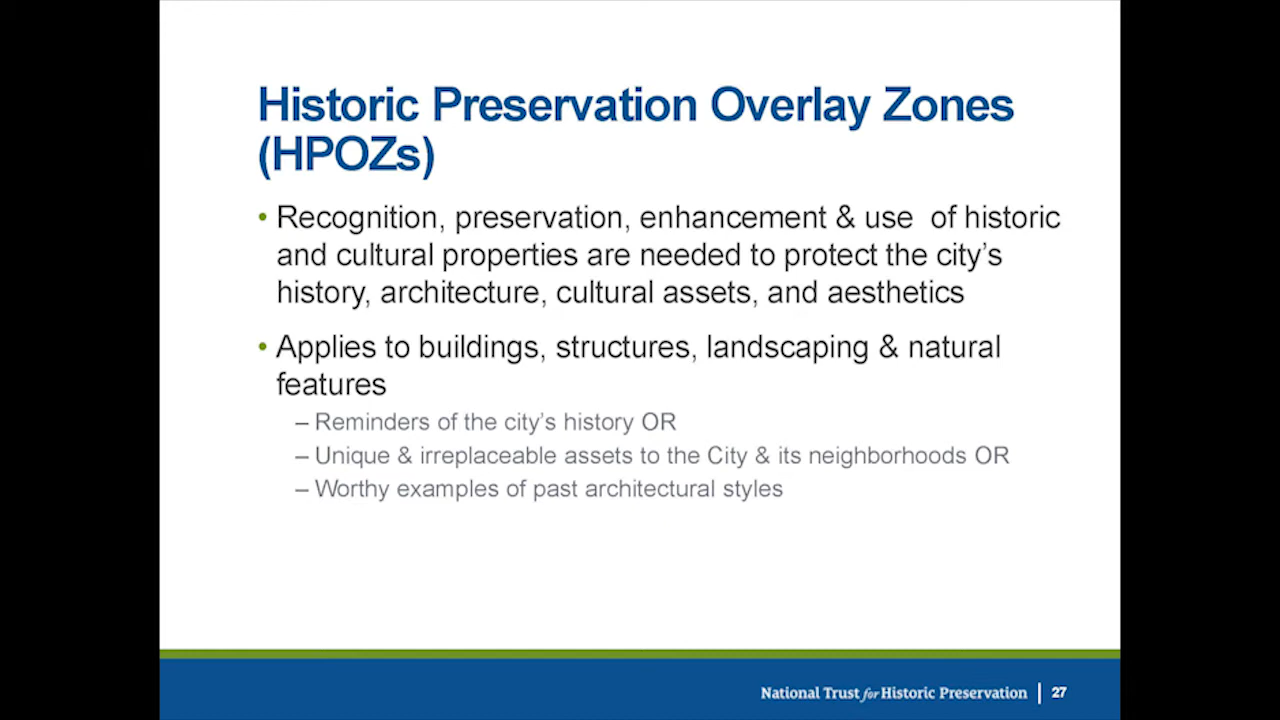 Historic Preservation Overlay Zones
(HPOZs)
• Recognition, preservation, enhancement & use of historic
and cultural properties are needed to protect the city's
history, architecture, cultural assets, and aesthetics
• Applies to buildings, structures, landscaping & natural
features
– Reminders of the city's history OR
– Unique & irreplaceable assets to the City & its neighborhoods OR
– Worthy examples of past architectural styles
National Trust for Historic Preservation | 27